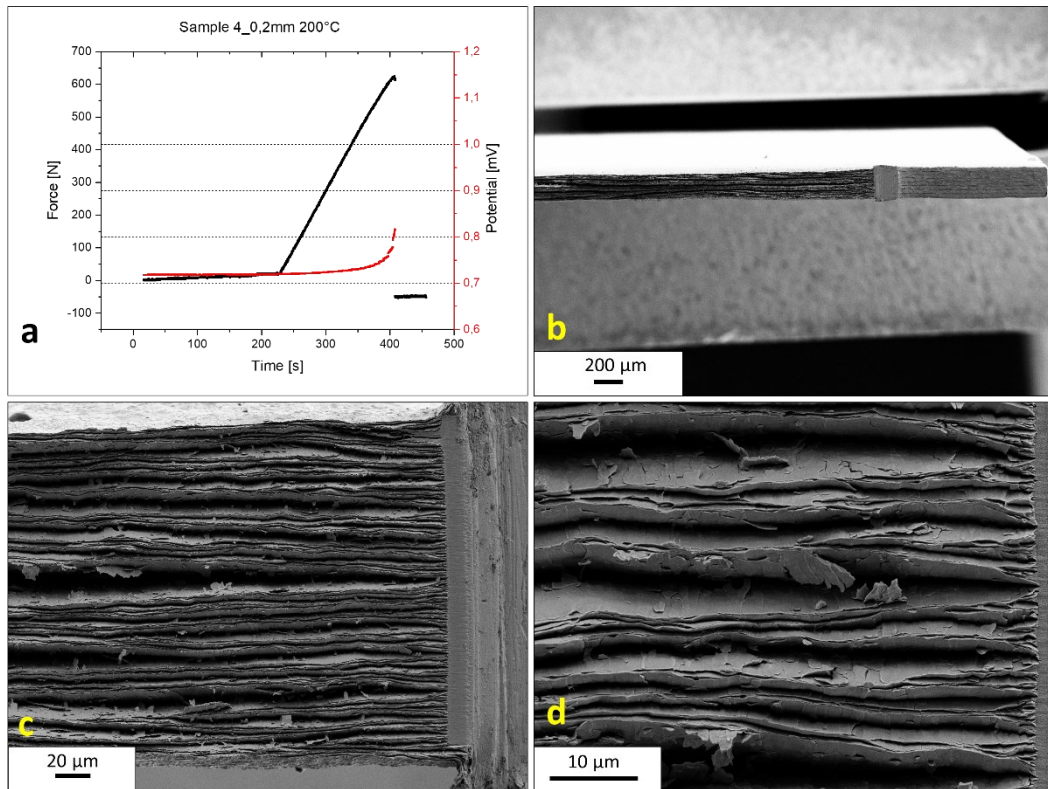 Sample 4_0,2mm 200°C
Force [N]
700
600
500
400
300
200
100
0
-100
Potential [mV]
1,2
1,1
1,0
0,9
0,8
0,7
0,6
0
100
200
300
400
500
Time [s]
a
b
200 µm
c
20 µm
d
10 µm